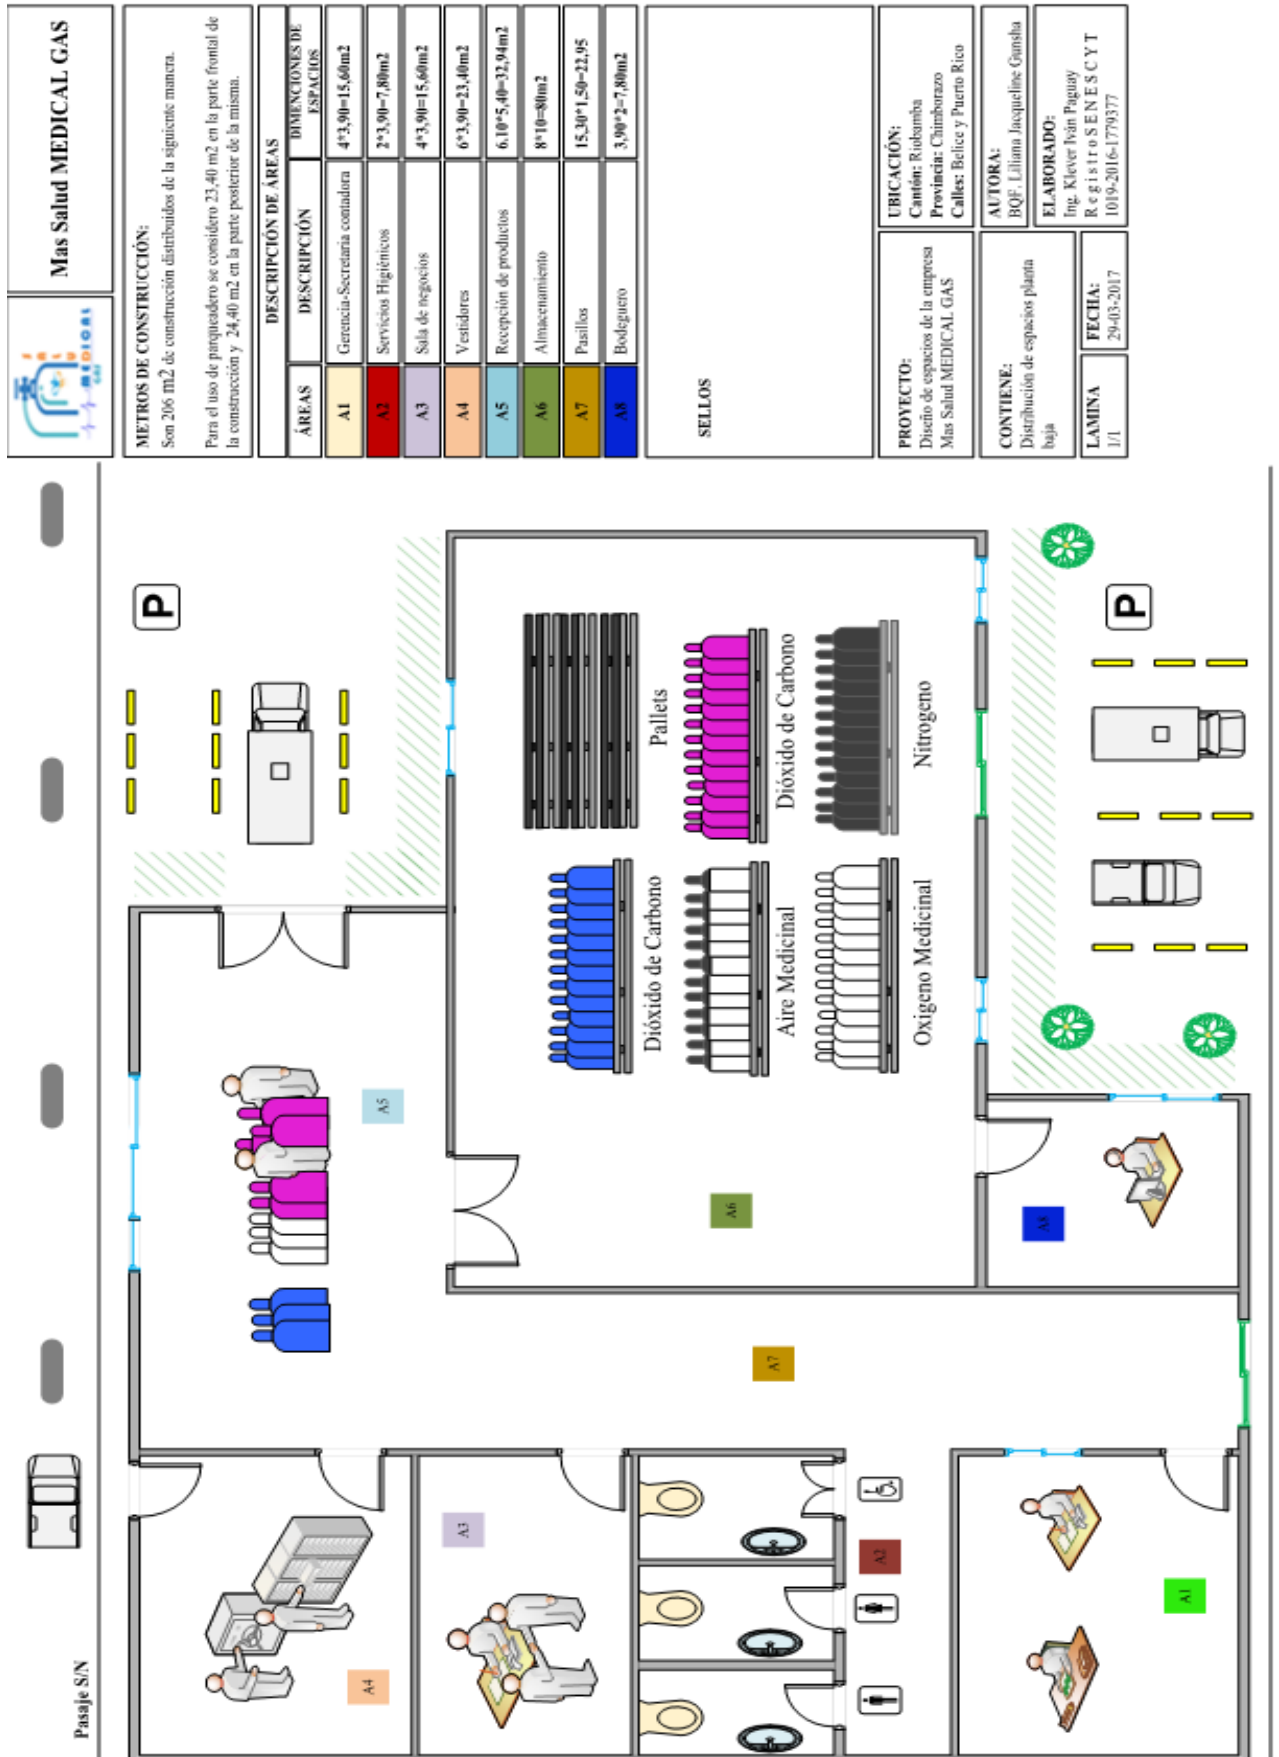 SALUD
MEDICAL
GAS
Mas Salud MEDICAL GAS
METROS DE CONSTRUCCIÓN:
Son 206 m2 de construcción distribuidos de la siguiente manera.
Para el uso de parqueadero se considero 23,40 m2 en la parte frontal de
la construcción y 24,40 m2 en la parte posterior de la misma.
DESCRIPCIÓN DE ÁREAS
ÁREAS DESCRIPCIÓN DIMENCIONES DE
ESPACIOS
A1 Gerencia-Secretaria contadora 4*3,90=15,60m2
A2 Servicios Higiénicos 2*3,90=7,80m2
A3 Sala de negocios 4*3,90=15,60m2
A4 Vestidores 6*3,90=23,40m2
A5 Recepción de productos 6.10*5,40=32,94m2
A6 Almacenamiento 8*10=80m2
A7 Pasillos 15,30*1,50=22,95
A8 Bodeguero 3,90*2=7,80m2
SELLOS
PROYECTO:
Diseño de espacios de la empresa
Mas Salud MEDICAL GAS
UBICACIÓN:
Cantón: Riobamba
Provincia: Chimborazo
Calles: Belice y Puerto Rico
CONTIENE:
Distribución de espacios planta
baja
AUTORA:
BQF. Liliana Jacqueline Gunsha
ELABORADO:
Ing. Klever Iván Paguay
R e g i s t r o S E N E S C Y T
1019-2016-1779377
LAMINA
1/1
FECHA:
29-03-2017
Pasaje S/N
P
A5
A4
A3
A2
A1
A7
A6
A8
Pallets
Dióxido de Carbono
Dióxido de Carbono
Aire Medicinal
Nitrogeno
Oxigeno Medicinal
P